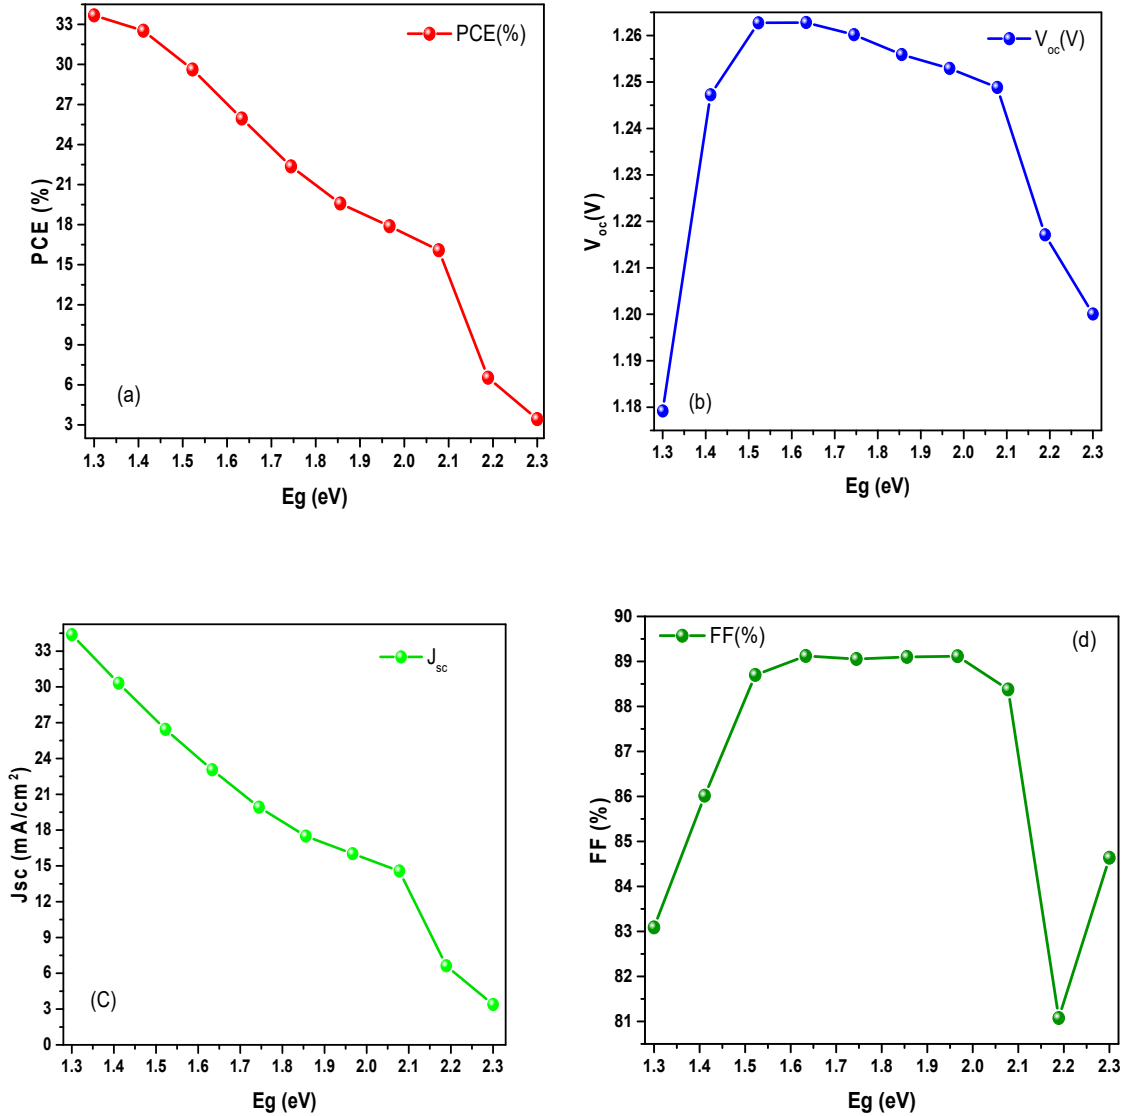 PCE(%)
33
30
27
24
21
18
15
12
9
6
3
PCE (%)
(a)
1.3 1.4 1.5 1.6 1.7 1.8 1.9 2.0 2.1 2.2 2.3
Eg (eV)
Voc(V)
1.26
1.25
1.24
1.23
1.22
1.21
1.20
1.19
1.18
Voc(V)
(b)
1.3 1.4 1.5 1.6 1.7 1.8 1.9 2.0 2.1 2.2 2.3
Eg (eV)
Jsc
33
30
27
24
21
18
15
12
9
6
3
0
Jsc (mA/cm²)
(C)
1.3 1.4 1.5 1.6 1.7 1.8 1.9 2.0 2.1 2.2 2.3
Eg (eV)
FF(%)
(d)
90
89
88
87
86
85
84
83
82
81
FF (%)
1.3 1.4 1.5 1.6 1.7 1.8 1.9 2.0 2.1 2.2 2.3
Eg (eV)